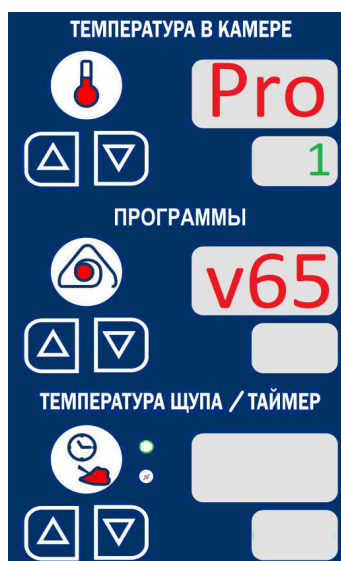 ТЕМПЕРАТУРА В КАМЕРЕ
Pro
1
ПРОГРАММЫ
v65
ТЕМПЕРАТУРА ЩУПА / ТАЙМЕР